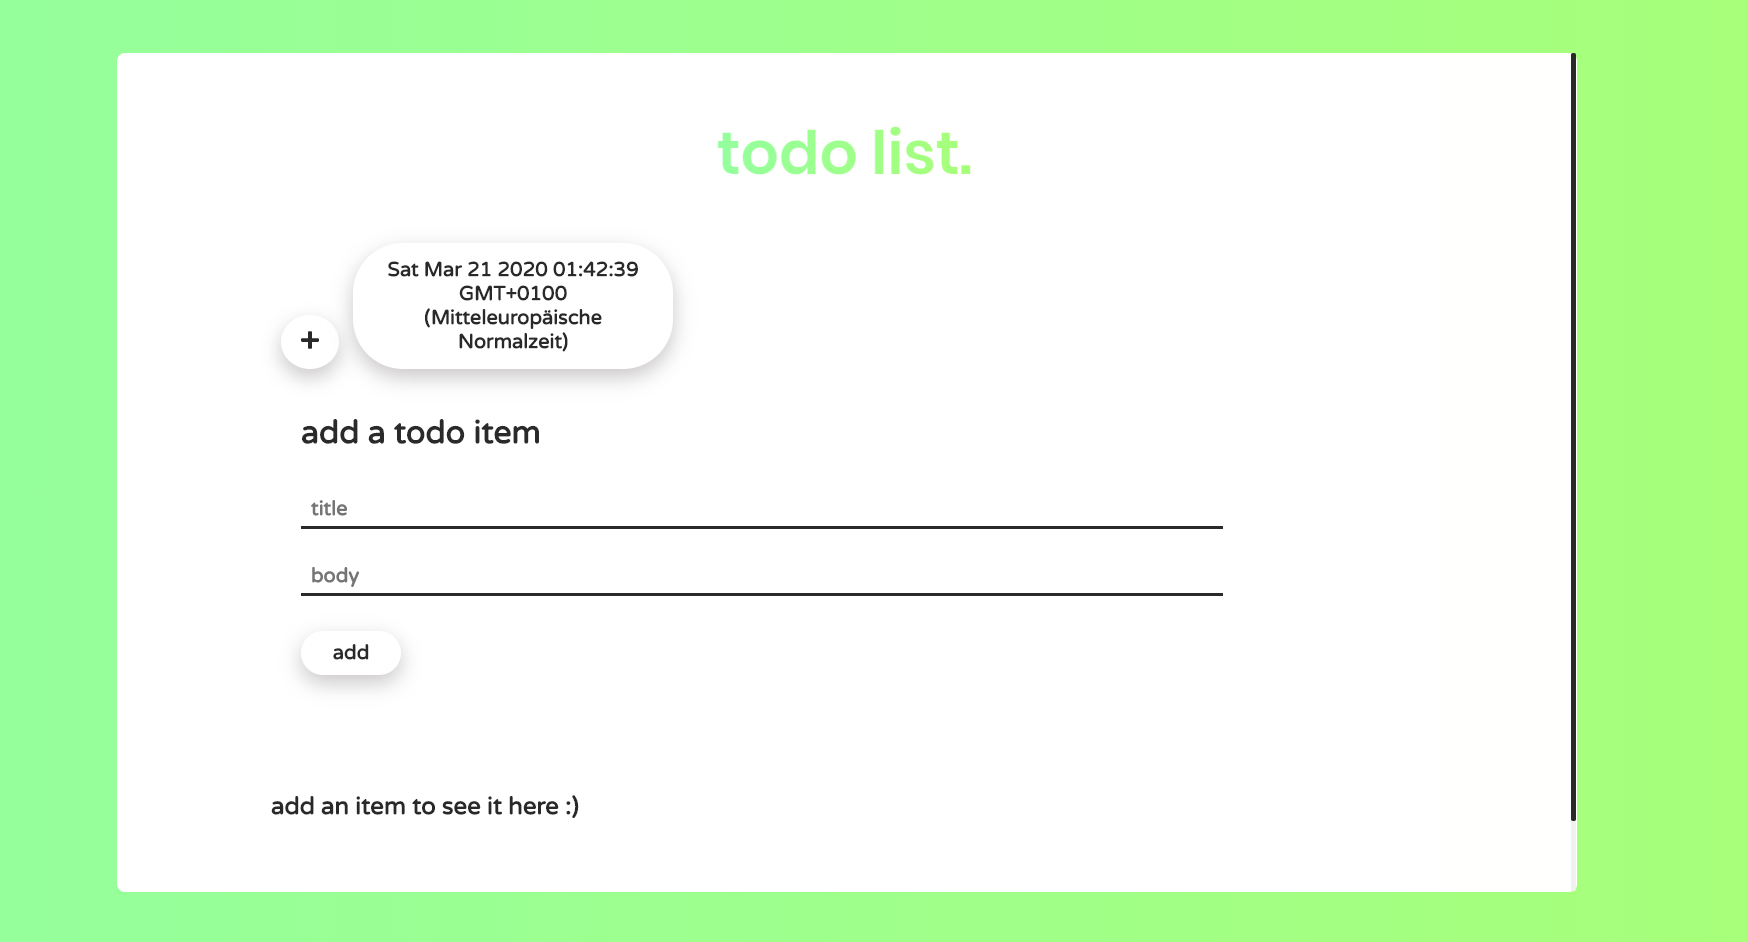 todo list.
Sat Mar 21 2020 01:42:39
GMT+0100
(Mitteleuropäische
Normalzeit)
+
add a todo item
title
body
add
add an item to see it here :)